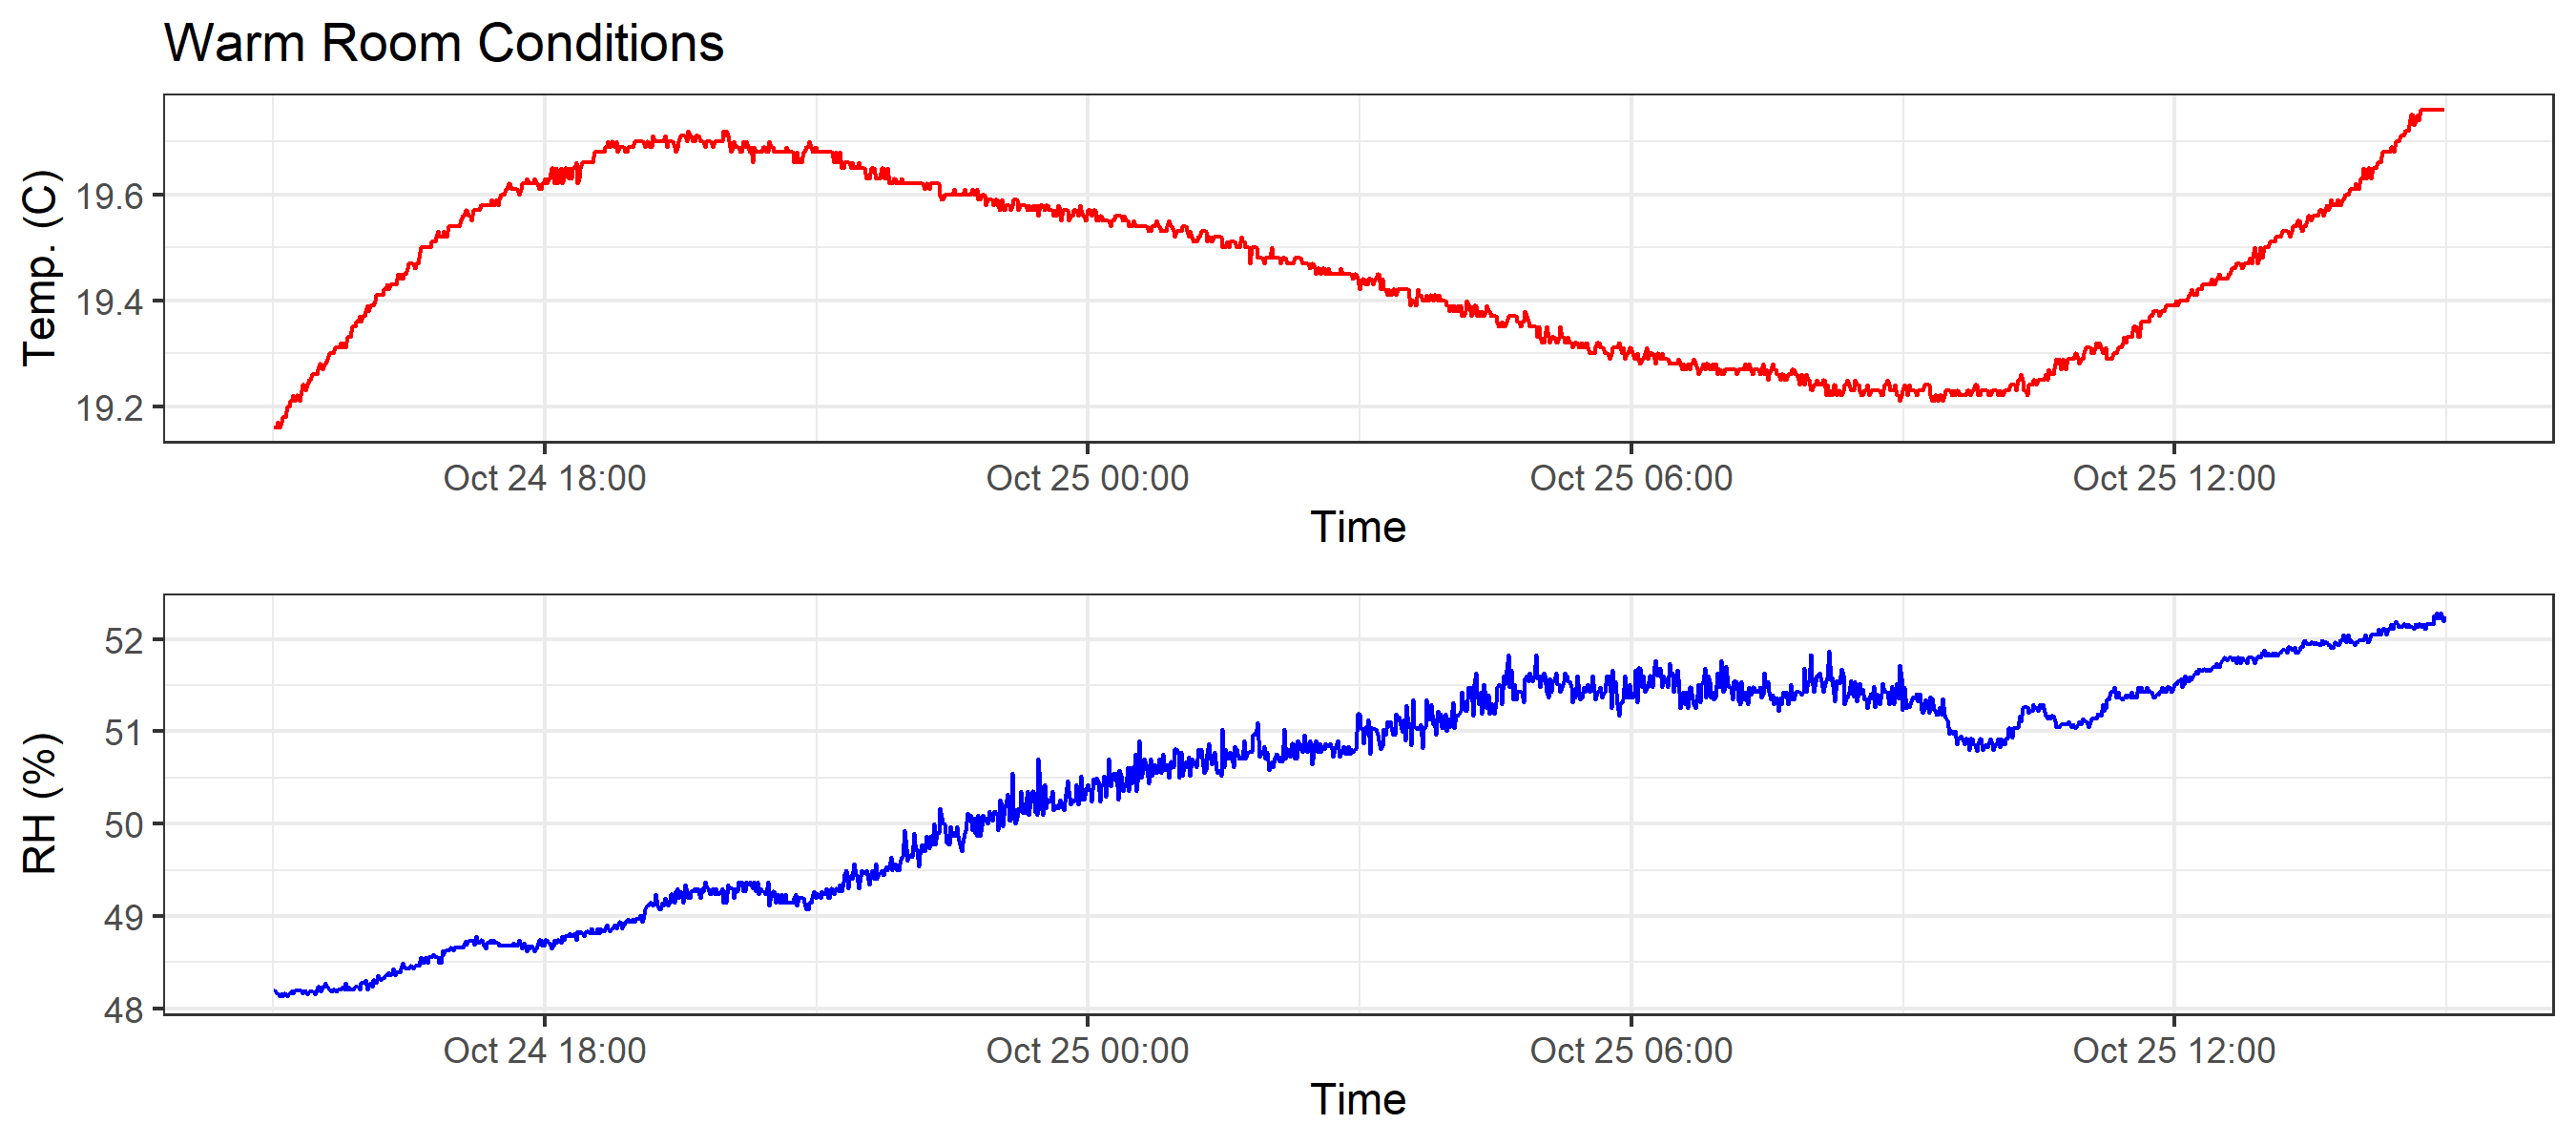 Warm Room Conditions
Temp. (C)
19.6
19.4
19.2
Oct 24 18:00 Oct 25 00:00 Oct 25 06:00 Oct 25 12:00
Time
RH (%)
52
51
50
49
48
Oct 24 18:00 Oct 25 00:00 Oct 25 06:00 Oct 25 12:00
Time